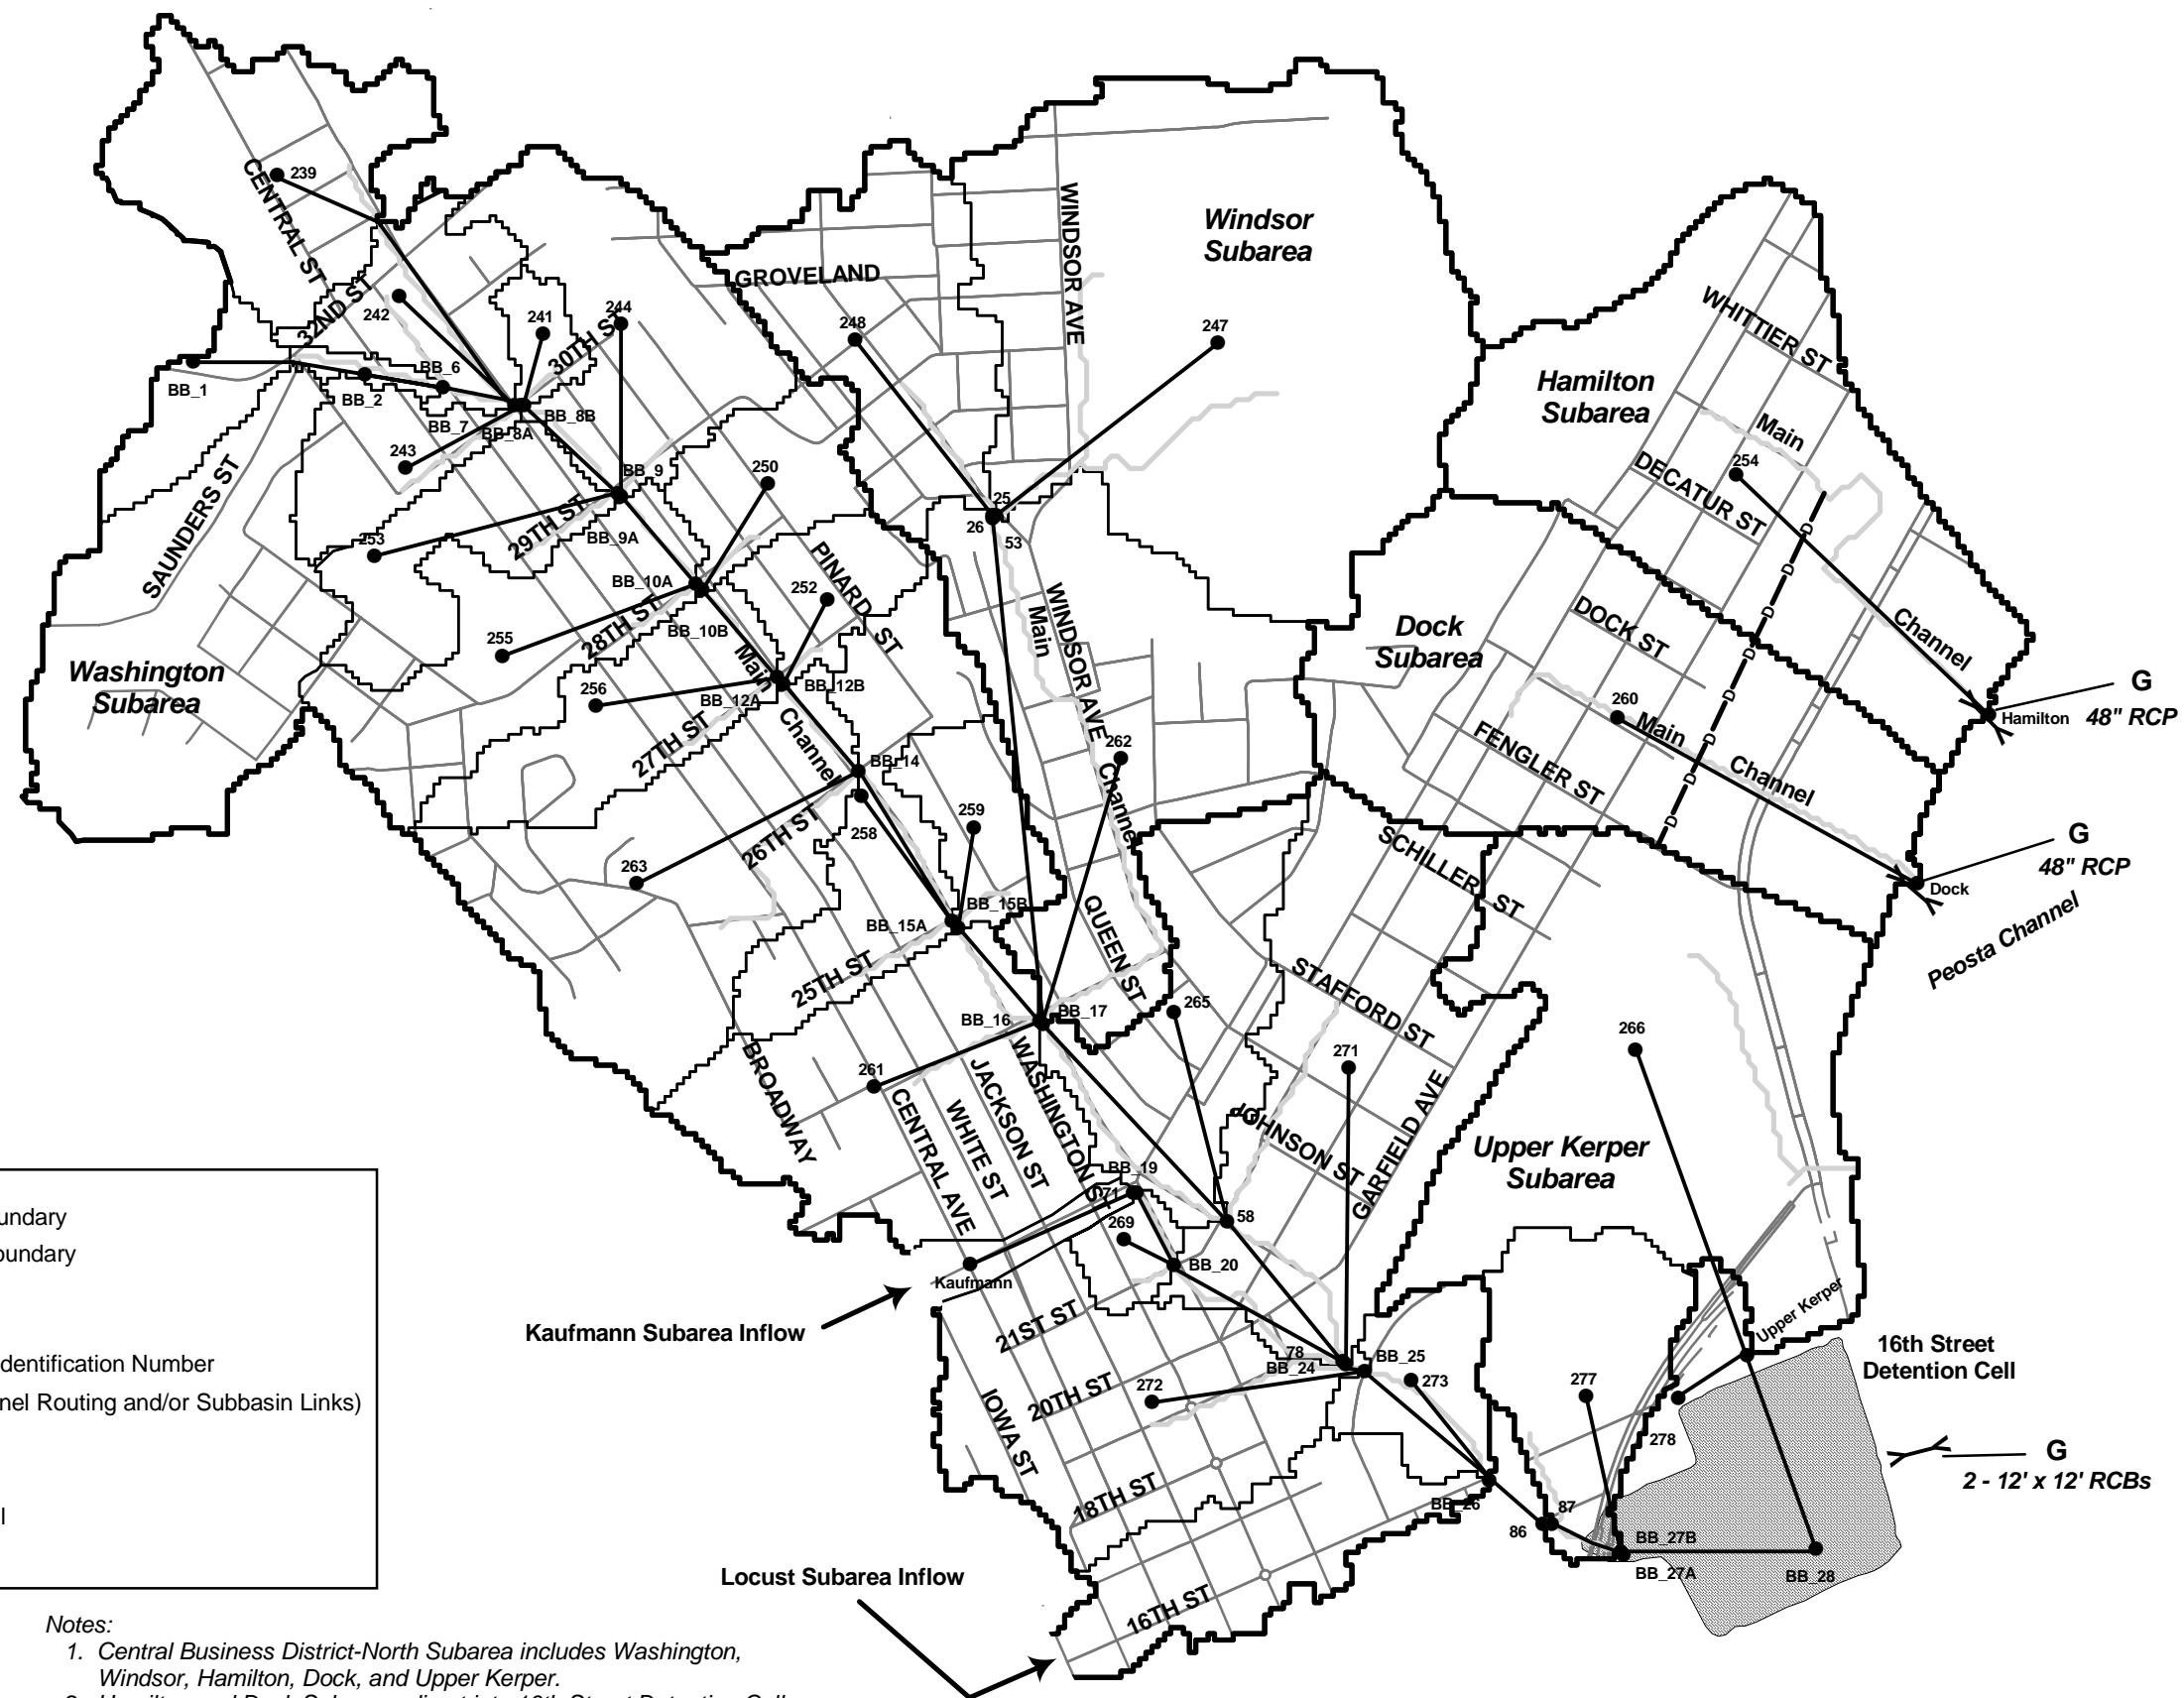 239
CENTRAL ST
32ND ST
242
241
244
30TH ST
BB_1
BB_2
BB_6
BB_7
BB_8A
BB_8B
243
SAUNDERS ST
253
29TH ST
BB_9
BB_9A
250
GROVELAND
248
WINDSOR AVE
Windsor
Subarea
247
25
26
53
Washington
Subarea
BB_10A
BB_10B
255
28TH ST
252
PINARD ST
256
BB_12A
BB_12B
27TH ST
Main
Channel
BB_14
258
259
263
26TH ST
BB_15A
BB_15B
25TH ST
Main
WINDSOR AVE
Channel
262
QUEEN ST
BB_16
BB_17
261
BROADWAY
CENTRAL AVE
WHITE ST
JACKSON ST
WASHINGTON ST
BB_19
71
269
58
BB_20
265
271
Kaufmann
Kaufmann Subarea Inflow
21ST ST
20TH ST
IOWA ST
18TH ST
16TH ST
272
78
BB_24
BB_25
273
BB_26
86
87
277
278
BB_27B
BB_27A
BB_28
Locust Subarea Inflow
Hamilton
Subarea
WHITTIER ST
Main
254
DECATUR ST
D
D
D
D
D
D
D
D
Channel
Hamilton
G
48" RCP
Dock
Subarea
DOCK ST
260
Main
Channel
FENGLER ST
Dock
G
48" RCP
Peosta Channel
SCHILLER ST
STAFFORD ST
JOHNSON ST
GARFIELD AVE
266
Upper Kerper
Subarea
Upper Kerper
16th Street
Detention Cell
G
2 - 12' x 12' RCBs
undary
oundary
dentification Number
nel Routing and/or Subbasin Links)
l
Notes:
1. Central Business District-North Subarea includes Washington,
Windsor, Hamilton, Dock, and Upper Kerper.